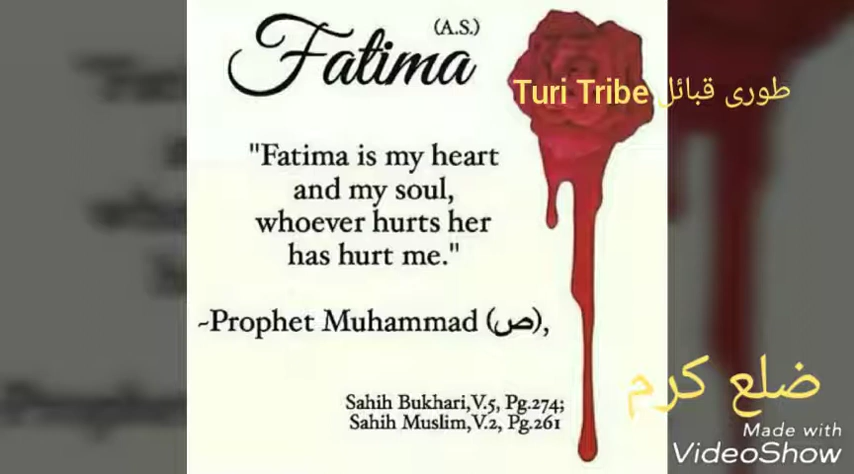 (A.S.)
Fatima
Turi Tribe طوری قبائل
"Fatima is my heart
and my soul,
whoever hurts her
has hurt me."
~Prophet Muhammad (ص),
Sahih Bukhari,V.5, Pg.274;
Sahih Muslim,V.2, Pg.261
ضلع کرم
Made with
VideoShow